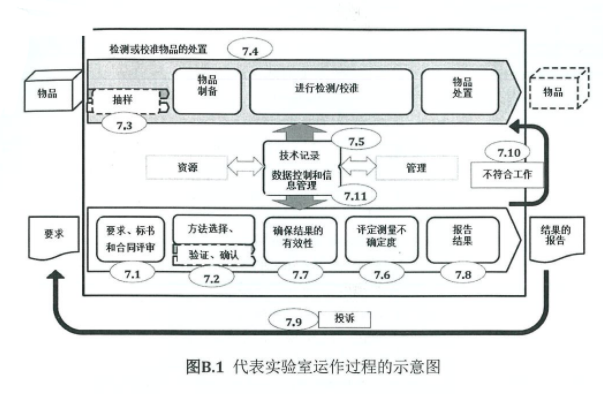 检测或校准物品的处置
7.4
物品
抽样
7.3
物品
制备
进行检测/校准
物品
处置
物品
7.5
技术记录
数据控制和信
息管理
7.11
资源
管理
7.10
不符合工作
要求
要求、标书
和合同评审
7.1
方法选择、
验证、确认
7.2
确保结果的
有效性
7.7
评定测量不
确定度
7.6
报告
结果
7.8
结果的
报告
7.9
投诉
图B.1 代表实验室运作过程的示意图